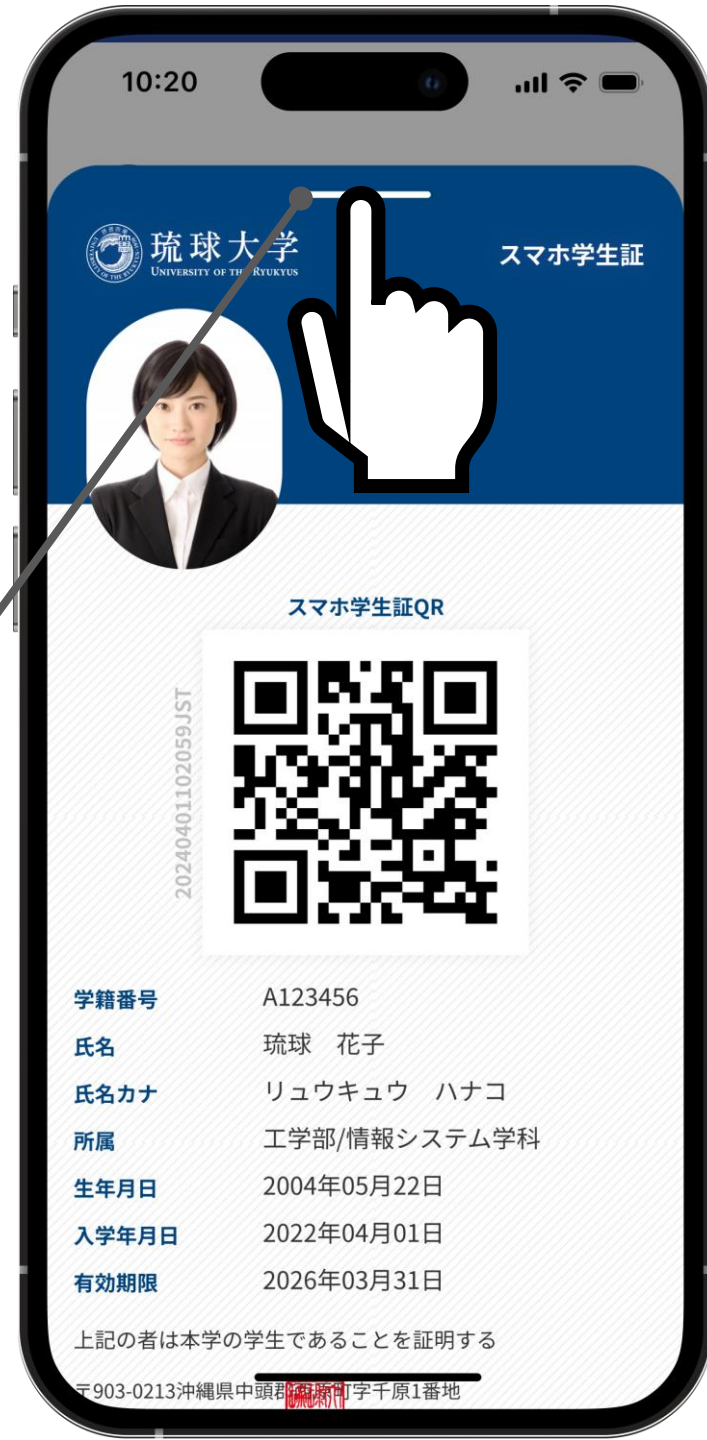 10:20
琉球大学
UNIVERSITY OF THE RYUKYUS
スマホ学生証
スマホ学生証QR
20240401102059JST
学籍番号 A123456
氏名 琉球 花子
氏名カナ リュウキュウ ハナコ
所属 工学部/情報システム学科
生年月日 2004年05月22日
入学年月日 2022年04月01日
有効期限 2026年03月31日
上記の者は本学の学生であることを証明する
〒903-0213沖縄県中頭郡 町字千原1番地